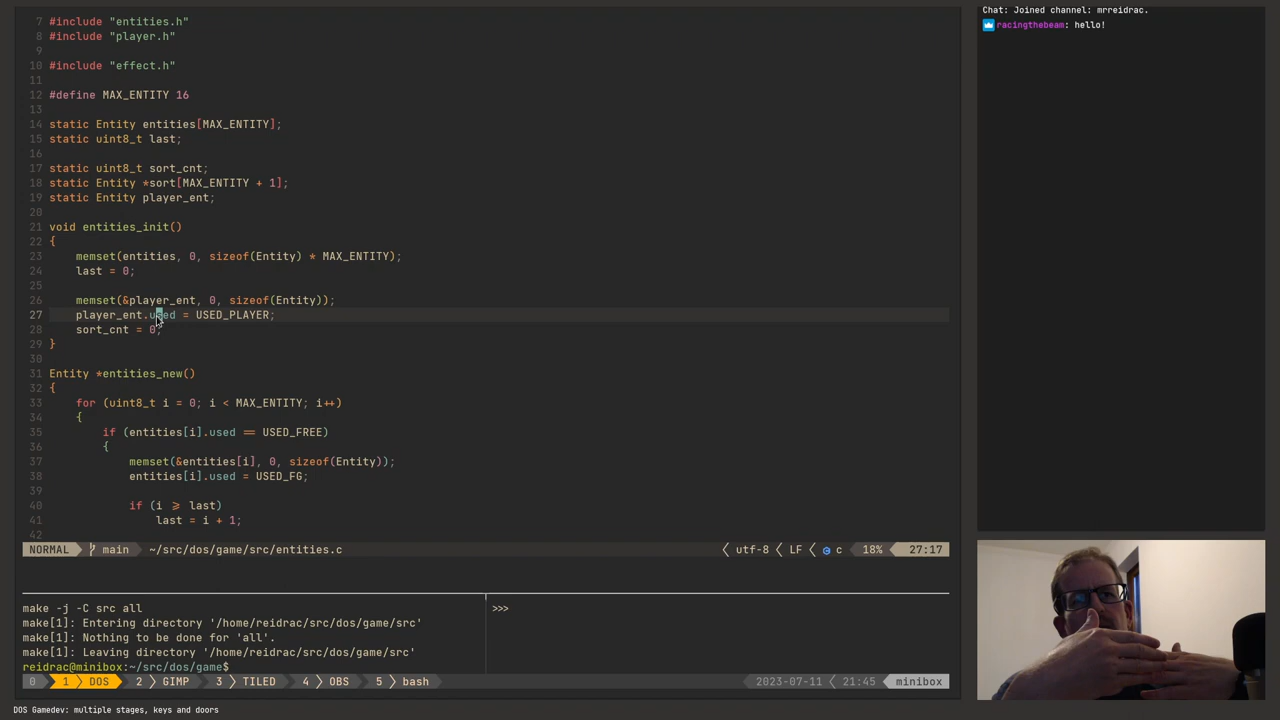 7 #include "entities.h"
8 #include "player.h"
9
10 #include "effect.h"
11
12 #define MAX_ENTITY 16
13
14 static Entity entities[MAX_ENTITY];
15 static uint8_t last;
16
17 static uint8_t sort_cnt;
18 static Entity *sort[MAX_ENTITY + 1];
19 static Entity player_ent;
20
21 void entities_init()
22 {
23 memset(entities, 0, sizeof(Entity) * MAX_ENTITY);
24 last = 0;
25
26 memset(&player_ent, 0, sizeof(Entity));
27 player_ent.used = USED_PLAYER;
28 sort_cnt = 0;
29 }
30
31 Entity *entities_new()
32 {
33 for (uint8_t i = 0; i < MAX_ENTITY; i++)
34 {
35 if (entities[i].used == USED_FREE)
36 {
37 memset(&entities[i], 0, sizeof(Entity));
38 entities[i].used = USED_FG;
39
40 if (i >= last)
41 last = i + 1;
42
NORMAL main ~/src/dos/game/src/entities.c utf-8 LF c 18% 27:17
make -j -C src all
make[1]: Entering directory '/home/reidrac/src/dos/game/src'
make[1]: Nothing to be done for 'all'.
make[1]: Leaving directory '/home/reidrac/src/dos/game/src'
reidrac@minibox:~/src/dos/game$
>>>
0 1 DOS 2 GIMP 3 TILED 4 OBS 5 bash 2023-07-11 21:45 minibox
DOS Gamedev: multiple stages, keys and doors
Chat: Joined channel: mrreidrac.
racingthebeam: hello!